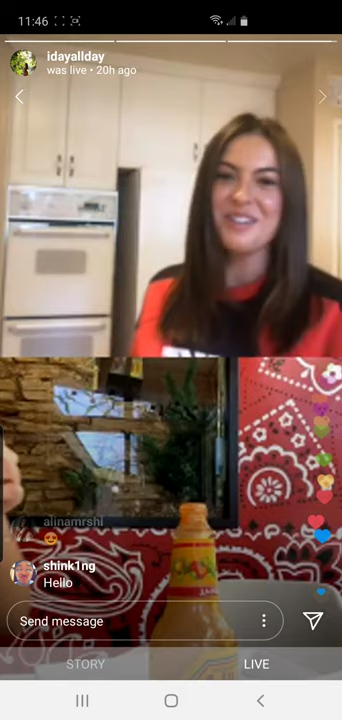 11:46
idayallday
was live • 20h ago
alinamrshl
😍
shink1ng
Hello
Send message
STORY
LIVE